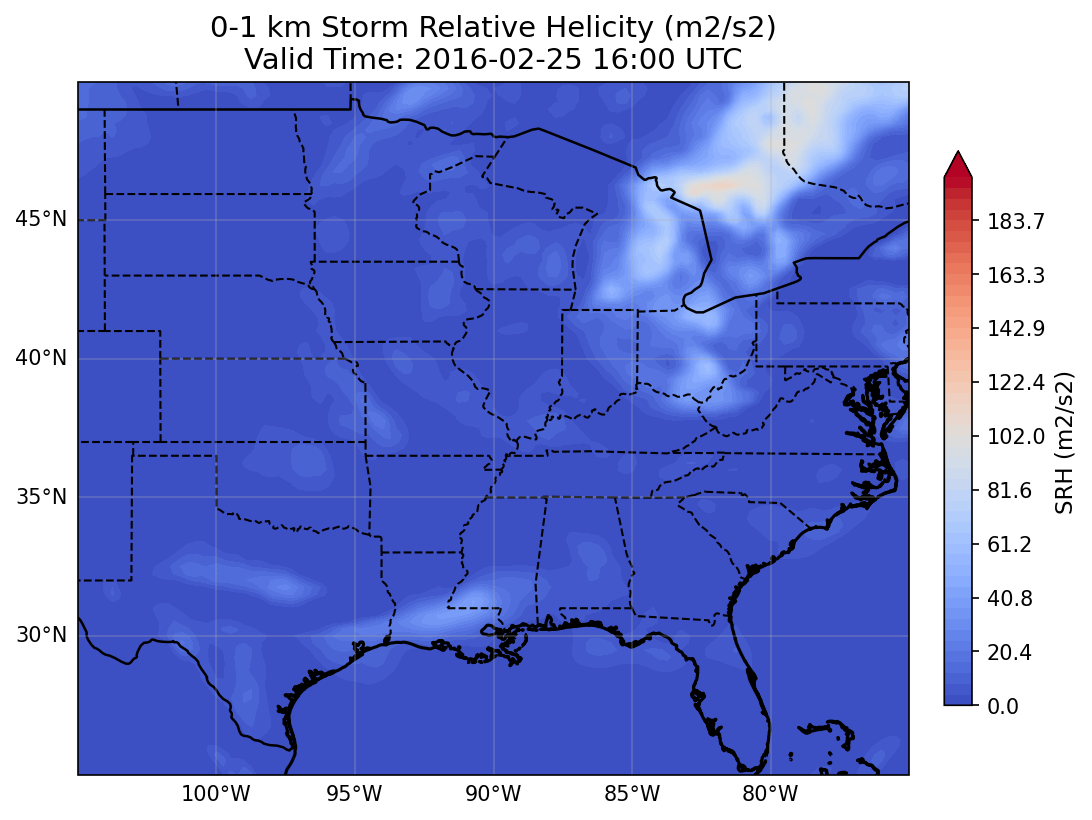 0-1 km Storm Relative Helicity (m2/s2)
Valid Time: 2016-02-25 16:00 UTC
45°N
40°N
35°N
30°N
100°W
95°W
90°W
85°W
80°W
183.7
163.3
142.9
122.4
102.0
81.6
61.2
40.8
20.4
0.0
SRH (m2/s2)